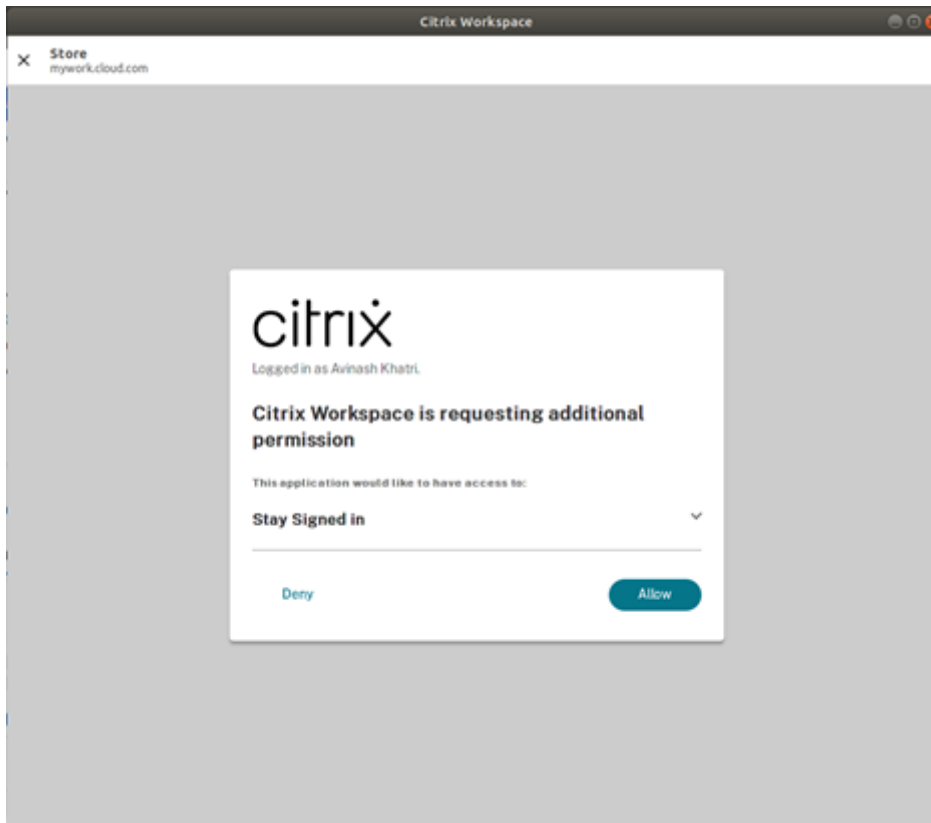 Citrix Workspace
Store
mywork.cloud.com
citrix
Logged in as Avinash Khatri.
Citrix Workspace is requesting additional
permission
This application would like to have access to:
Stay Signed in
Deny
Allow